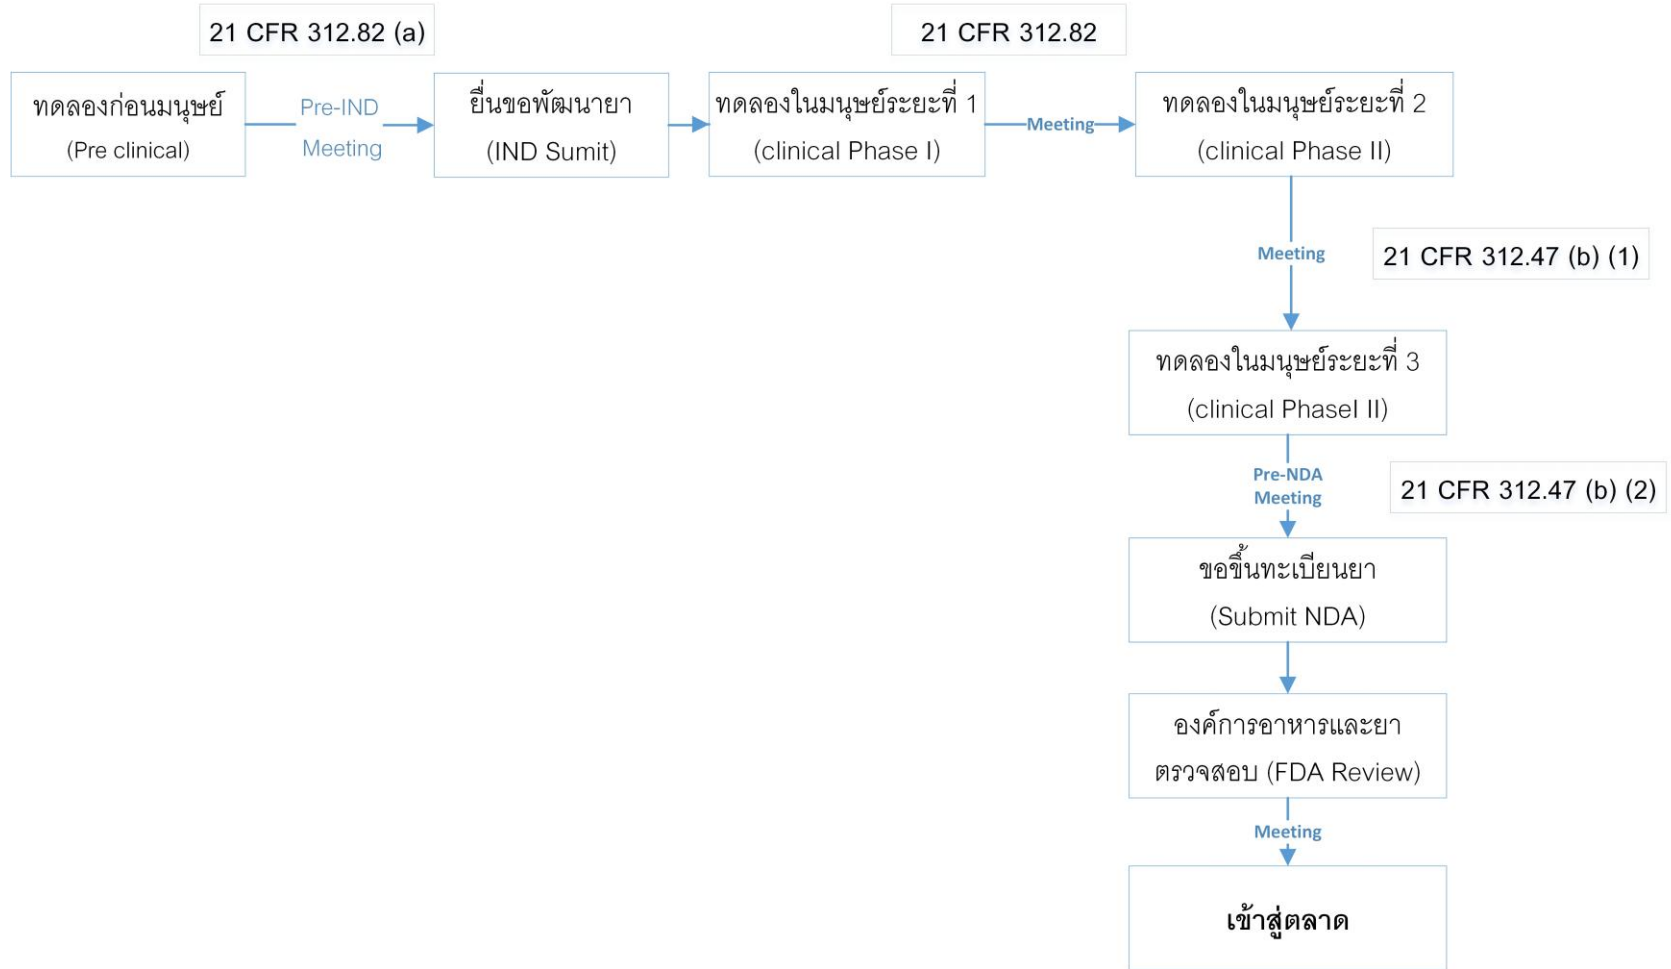 21 CFR 312.82 (a)
21 CFR 312.82
ทดลองก่อนมนุษย์
(Pre clinical)
Pre-IND
Meeting
ยื่นขอพัฒนายา
(IND Sumit)
ทดลองในมนุษย์ระยะที่ 1
(clinical Phase I)
Meeting
ทดลองในมนุษย์ระยะที่ 2
(clinical Phase II)
Meeting
21 CFR 312.47 (b) (1)
ทดลองในมนุษย์ระยะที่ 3
(clinical PhaseI II)
Pre-NDA
Meeting
21 CFR 312.47 (b) (2)
ขอขึ้นทะเบียนยา
(Submit NDA)
องค์การอาหารและยา
ตรวจสอบ (FDA Review)
Meeting
เข้าสู่ตลาด